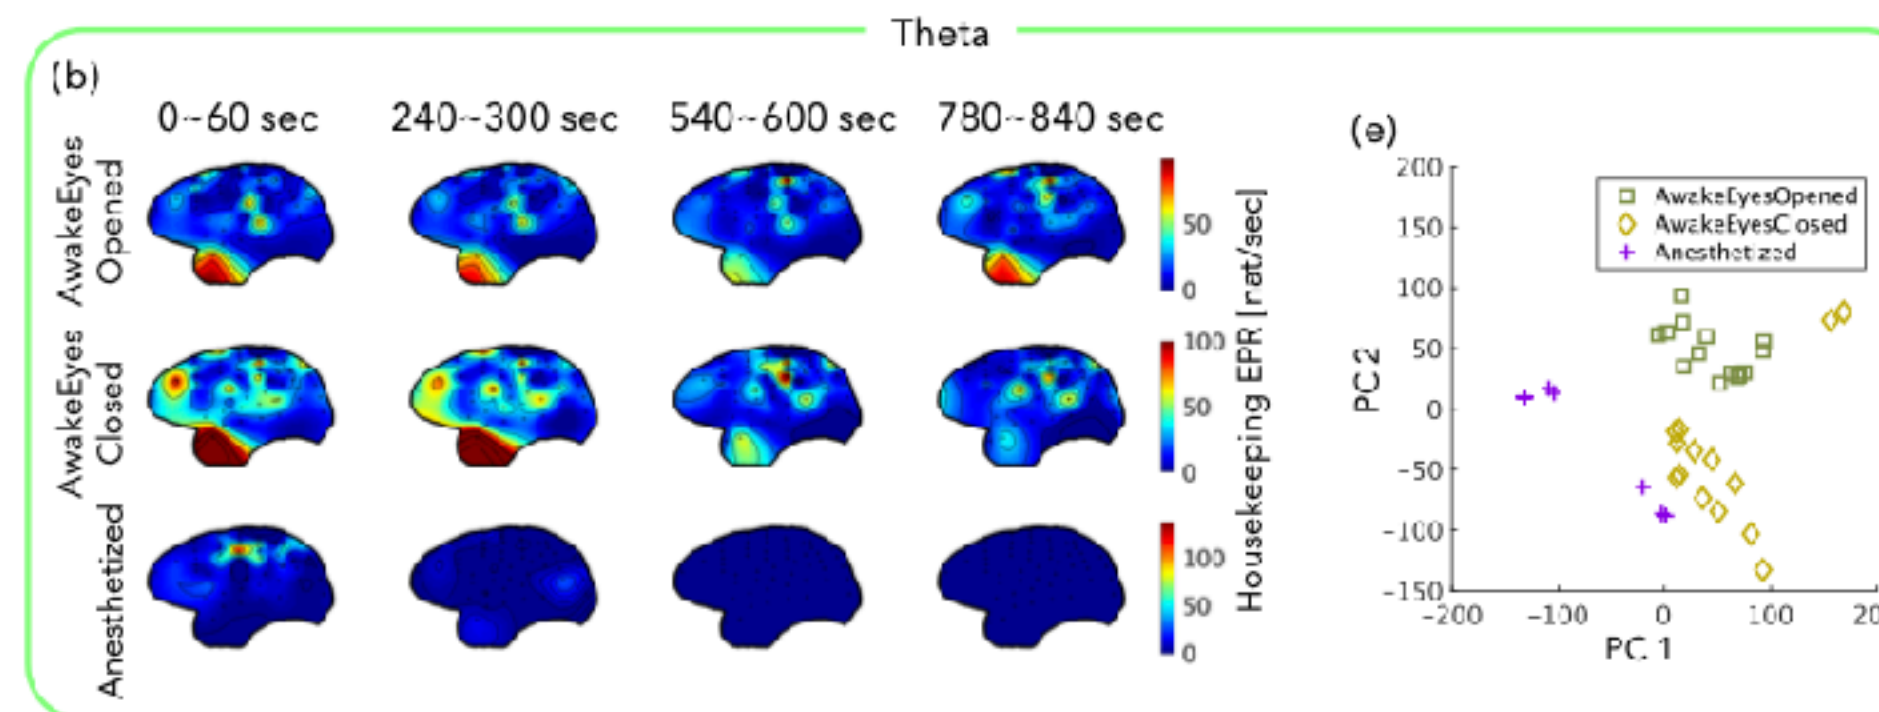 Theta
(b)
0~60 sec 240~300 sec 540~600 sec 780~840 sec
AwakeEyes
Opened
50
0
AwakeEyes
Closed
100
50
0
Anesthetized
100
50
0
Housekeeping EPR [rat/sec]
(e)
200
150
100
50
0
-50
-100
-150
PC 2
-200 -100 0 100 20
PC 1
AwakeEyesOpened
AwakeEyesClosed
Anesthetized